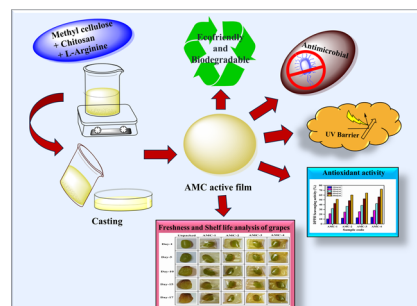 Methyl cellulose
+ Chitosan
+ L-Arginine
Ecofriendly
and
Biodegradable
Antimicrobial
UV Barrier
AMC active film
Casting
Antioxidant activity
Freshness and Shelf life analysis of grapes